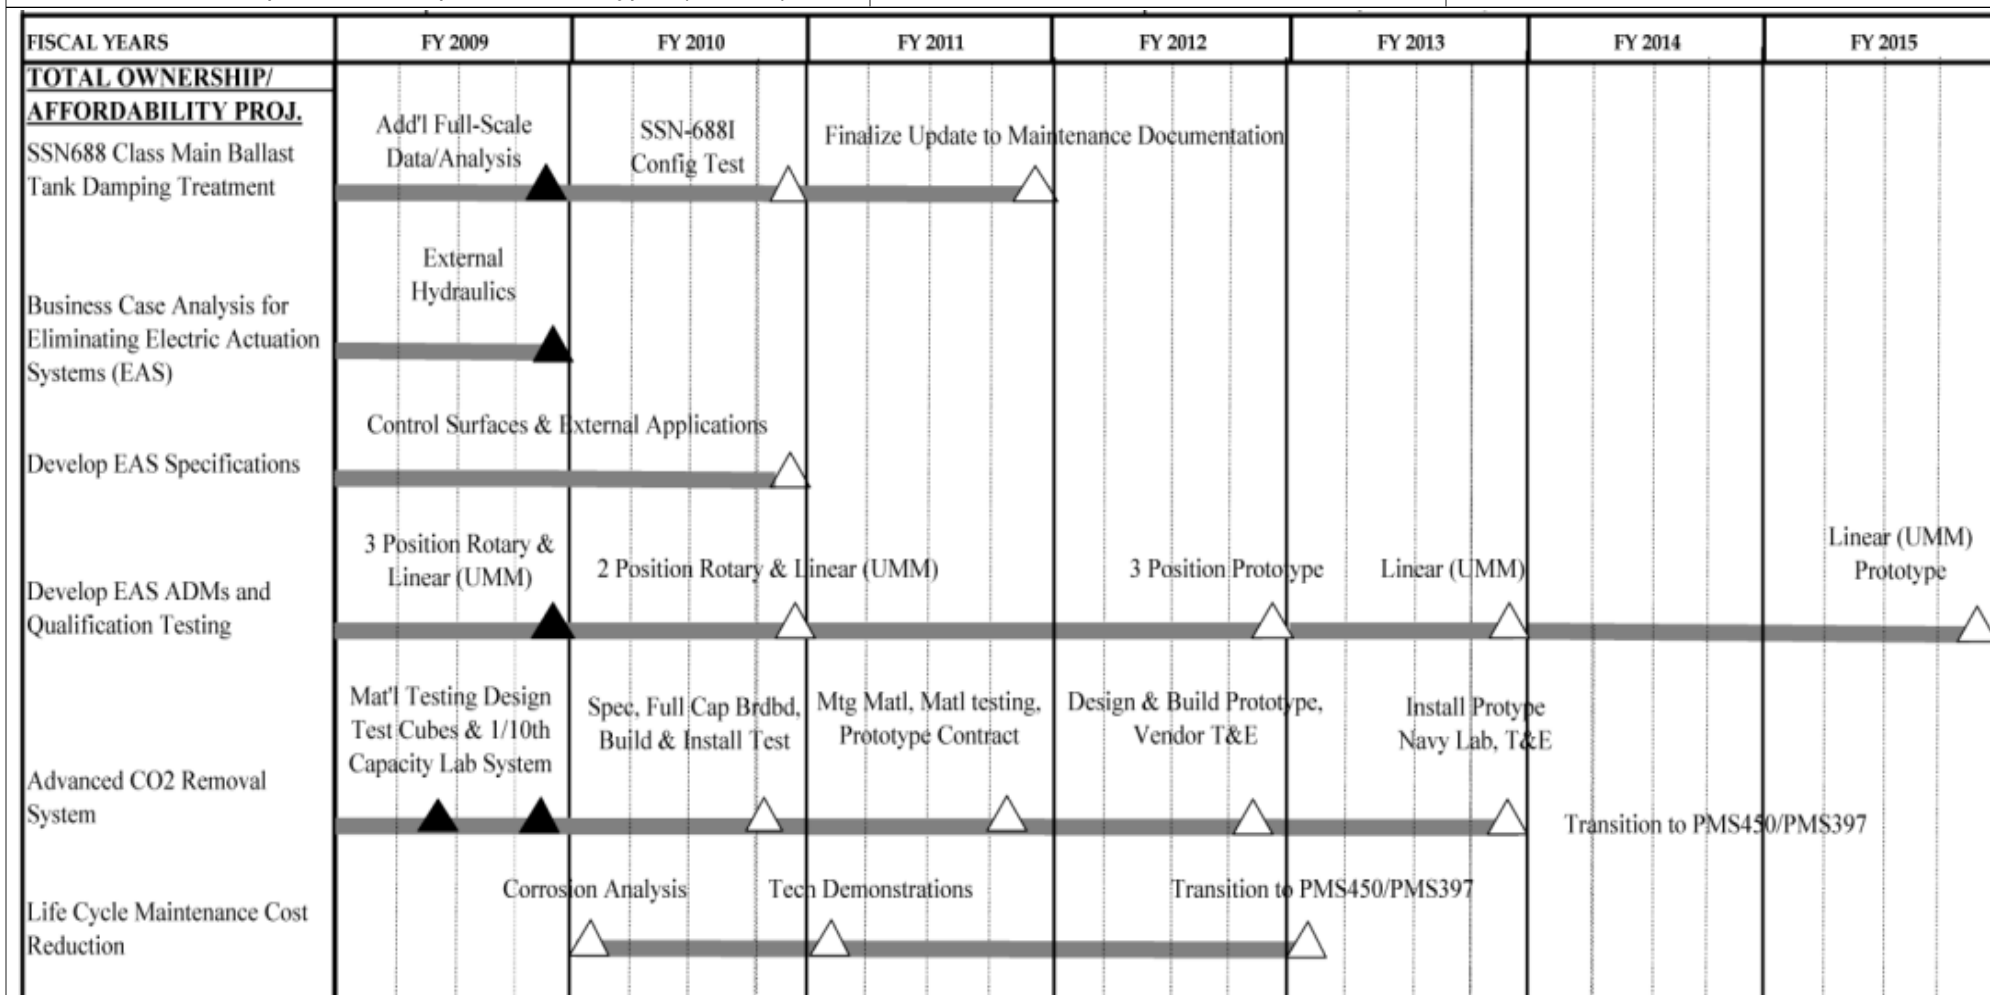 FISCAL YEARS FY 2009 FY 2010 FY 2011 FY 2012 FY 2013 FY 2014 FY 2015
TOTAL OWNERSHIP/
AFFORDABILITY PROJ.
SSN688 Class Main Ballast
Tank Damping Treatment
Add'l Full-Scale
Data/Analysis
SSN-688I
Config Test
Finalize Update to Maintenance Documentation
Business Case Analysis for
Eliminating Electric Actuation
Systems (EAS)
External
Hydraulics
Develop EAS Specifications
Control Surfaces & External Applications
Develop EAS ADMs and
Qualification Testing
3 Position Rotary &
Linear (UMM)
2 Position Rotary & Linear (UMM)
3 Position Prototype
Linear (UMM)
Linear (UMM)
Prototype
Advanced CO2 Removal
System
Mat'l Testing Design
Test Cubes & 1/10th
Capacity Lab System
Spec, Full Cap Brdbd,
Build & Install Test
Mtg Matl, Matl testing,
Prototype Contract
Design & Build Prototype,
Vendor T&E
Install Protype
Navy Lab, T&E
Transition to PMS450/PMS397
Life Cycle Maintenance Cost
Reduction
Corrosion Analysis
Tech Demonstrations
Transition to PMS450/PMS397